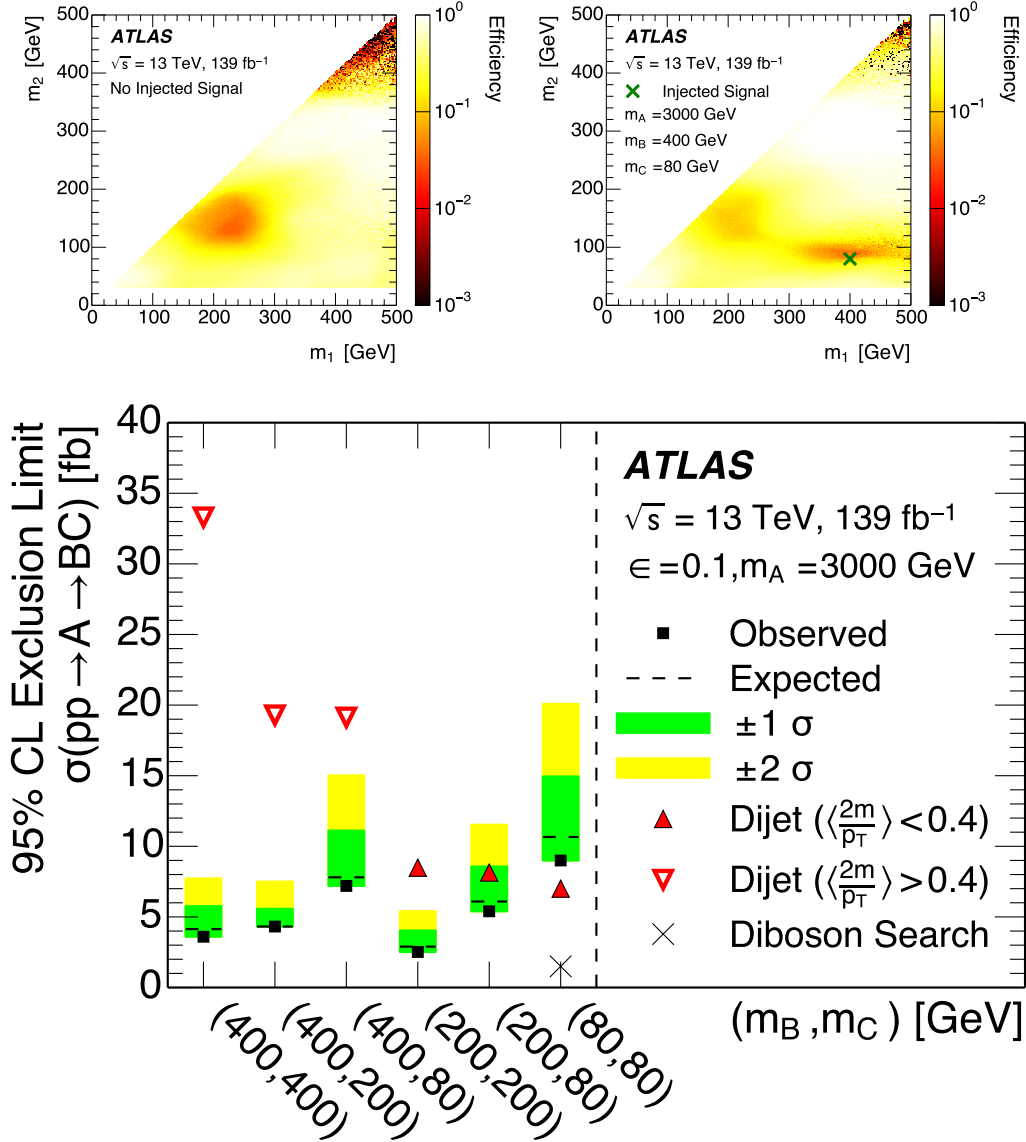 m₂ [GeV]
500
400
300
200
100
0
ATLAS
√s = 13 TeV, 139 fb⁻¹
No Injected Signal
0 100 200 300 400 500
m₁ [GeV]
10⁰
10⁻¹
10⁻²
10⁻³
Efficiency
m₂ [GeV]
500
400
300
200
100
0
ATLAS
√s = 13 TeV, 139 fb⁻¹
Injected Signal
m_A =3000 GeV
m_B =400 GeV
m_C =80 GeV
0 100 200 300 400 500
m₁ [GeV]
10⁰
10⁻¹
10⁻²
10⁻³
Efficiency
95% CL Exclusion Limit
σ(pp→A→BC) [fb]
40
35
30
25
20
15
10
5
0
ATLAS
√s = 13 TeV, 139 fb⁻¹
∈=0.1,m_A =3000 GeV
Observed
Expected
±1 σ
±2 σ
Dijet (⟨2m/p_T⟩<0.4)
Dijet (⟨2m/p_T⟩>0.4)
Diboson Search
(400,400)
(400,200)
(400,80)
(200,200)
(200,80)
(80,80)
(m_B ,m_C ) [GeV]